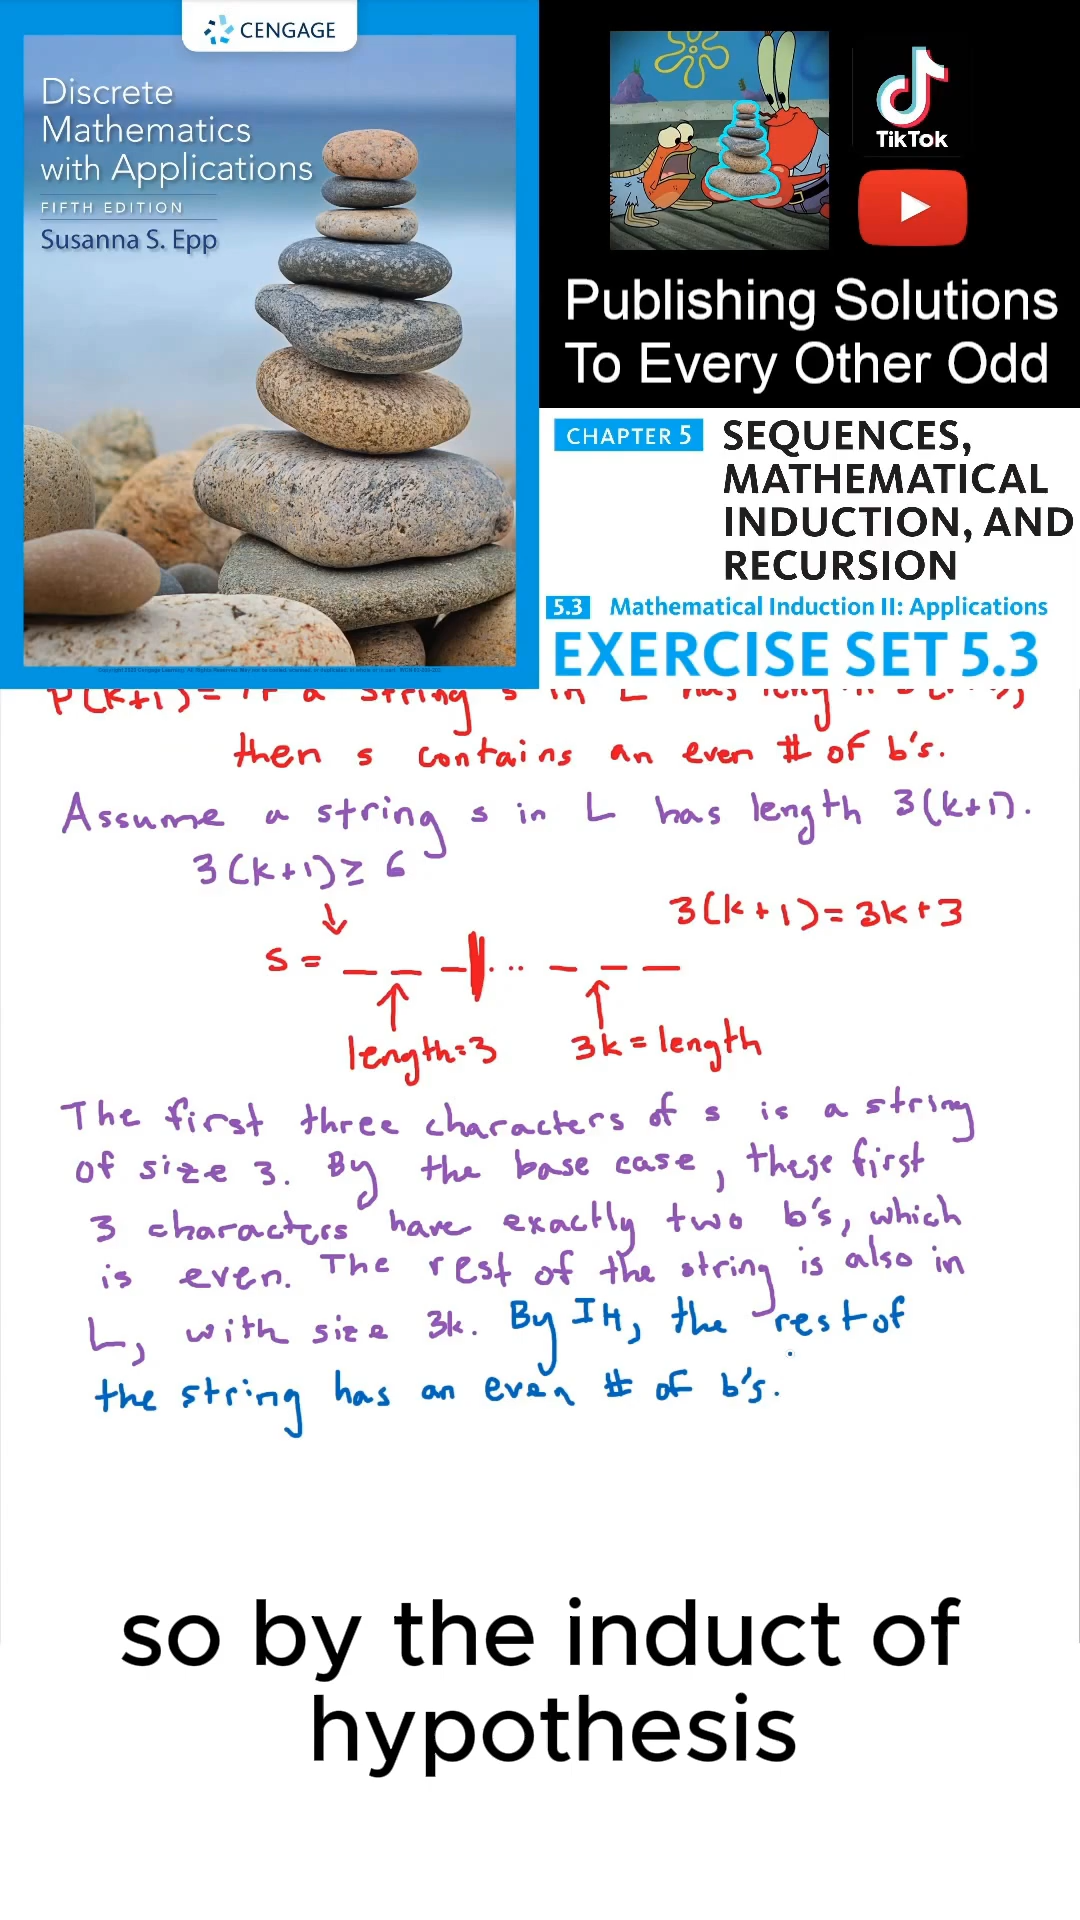 CENGAGE
Discrete
Mathematics
with Applications
FIFTH EDITION
Susanna S. Epp
TikTok
Publishing Solutions
To Every Other Odd
CHAPTER 5
SEQUENCES,
MATHEMATICAL
INDUCTION, AND
RECURSION
5.3 Mathematical Induction II: Applications
EXERCISE SET 5.3
P(k+1) = If a string s in L has
then s contains an even # of b's.
Assume a string s in L has length 3(k+1).
3(k+1) ≥ 6
3(k+1) = 3k+3
s = _ _ _ ... _ _ _
length=3 3k = length
The first three characters of s is a string
of size 3. By the base case, these first
3 characters have exactly two b's, which
is even. The rest of the string is also in
L, with size 3k. By IH, the rest of
the string has an even # of b's.
so by the induct of
hypothesis